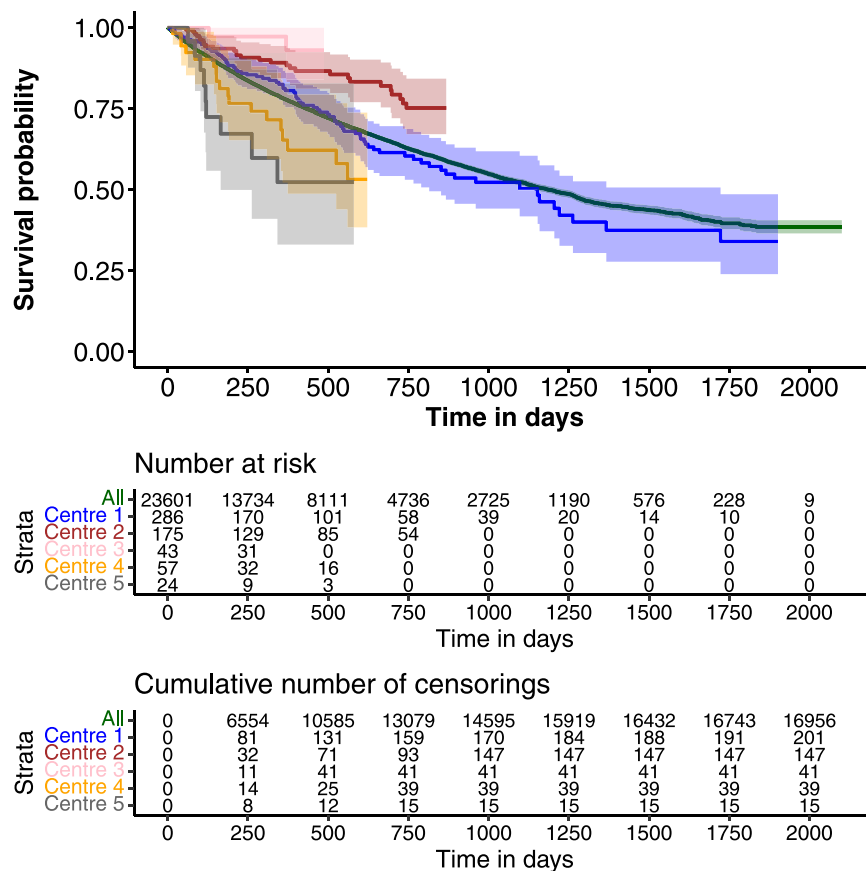 1.00
0.75
0.50
0.25
0.00
Survival probability
0 250 500 750 1000 1250 1500 1750 2000
Time in days
Number at risk
Strata
All 23601 13734 8111 4736 2725 1190 576 228 9
Centre 1 286 170 101 58 39 20 14 10 0
Centre 2 175 129 85 54 0 0 0 0 0
Centre 3 43 31 0 0 0 0 0 0 0
Centre 4 57 32 16 0 0 0 0 0 0
Centre 5 24 9 3 0 0 0 0 0 0
0 250 500 750 1000 1250 1500 1750 2000
Time in days
Cumulative number of censorings
Strata
All 0 6554 10585 13079 14595 15919 16432 16743 16956
Centre 1 0 81 131 159 170 184 188 191 201
Centre 2 0 32 71 93 147 147 147 147 147
Centre 3 0 11 41 41 41 41 41 41 41
Centre 4 0 14 25 39 39 39 39 39 39
Centre 5 0 8 12 15 15 15 15 15 15
0 250 500 750 1000 1250 1500 1750 2000
Time in days